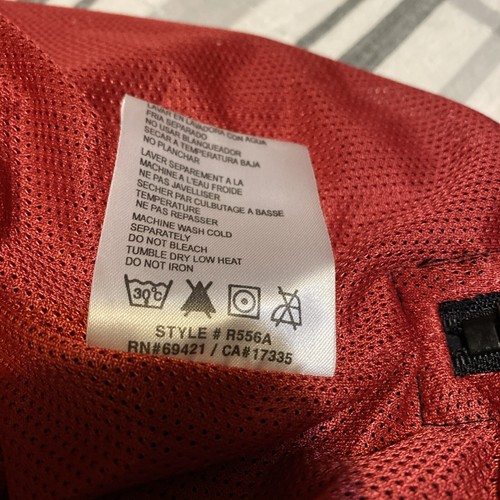 LAVAR EN LAVADORA CON AGUA
FRIA SEPARADO
NO USAR BLANQUEADOR
SECAR A TEMPERATURA BAJA
NO PLANCHAR
LAVER SEPAREMENT A LA
MACHINE A L'EAU FROIDE
NE PAS JAVELLISER
SECHER PAR CULBUTAGE A BASSE
TEMPERATURE
NE PAS REPASSER
MACHINE WASH COLD
SEPARATELY
DO NOT BLEACH
TUMBLE DRY LOW HEAT
DO NOT IRON
30°C
STYLE # R556A
RN#69421 / CA#17335